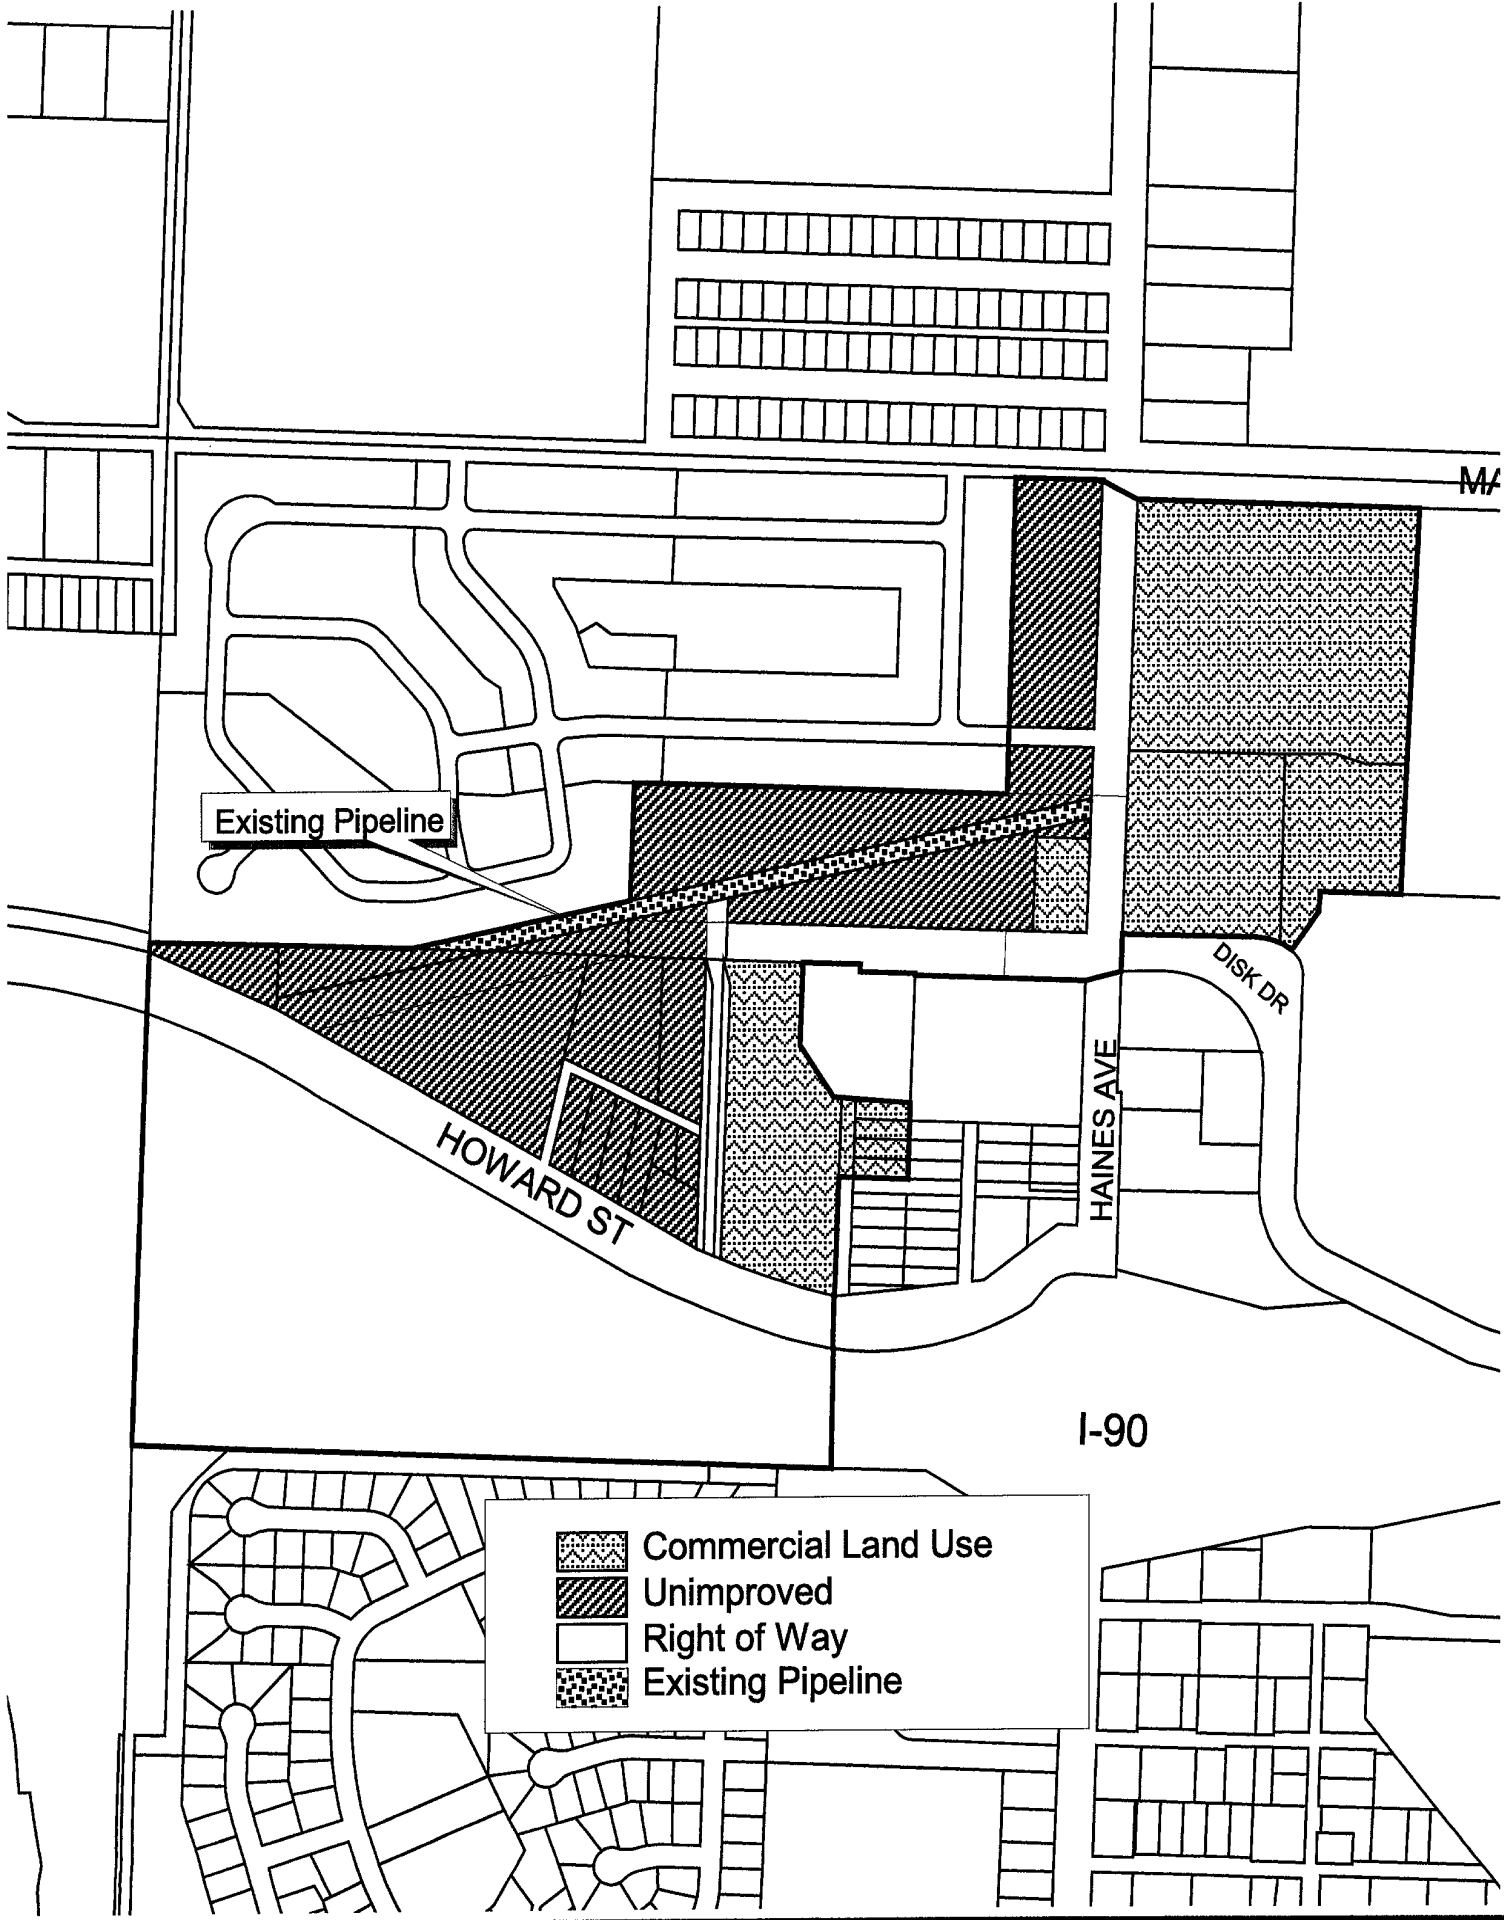 MA
Existing Pipeline
DISK DR
HAINES AVE
HOWARD ST
I-90
Commercial Land Use
Unimproved
Right of Way
Existing Pipeline